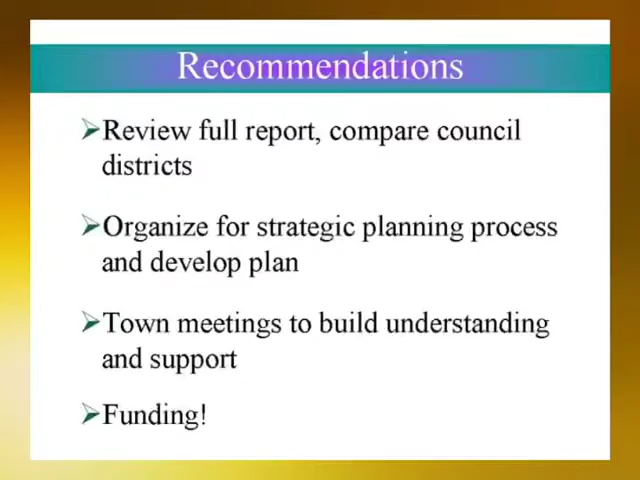 Recommendations
Review full report, compare council
districts
Organize for strategic planning process
and develop plan
Town meetings to build understanding
and support
Funding!